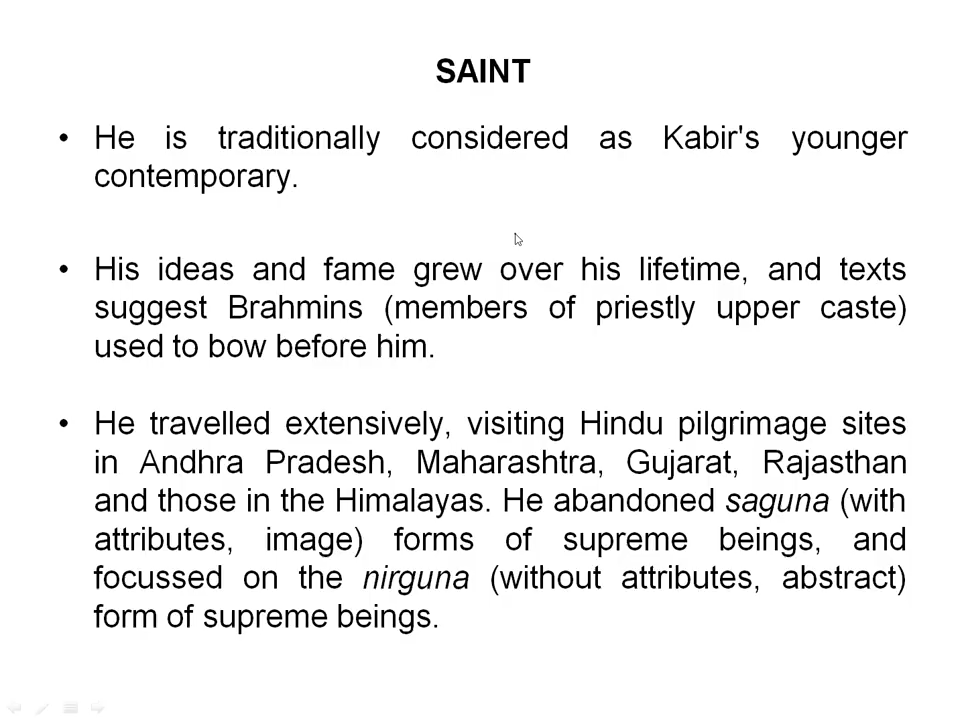 SAINT
• He is traditionally considered as Kabir's younger
contemporary.
• His ideas and fame grew over his lifetime, and texts
suggest Brahmins (members of priestly upper caste)
used to bow before him.
• He travelled extensively, visiting Hindu pilgrimage sites
in Andhra Pradesh, Maharashtra, Gujarat, Rajasthan
and those in the Himalayas. He abandoned saguna (with
attributes, image) forms of supreme beings, and
focussed on the nirguna (without attributes, abstract)
form of supreme beings.